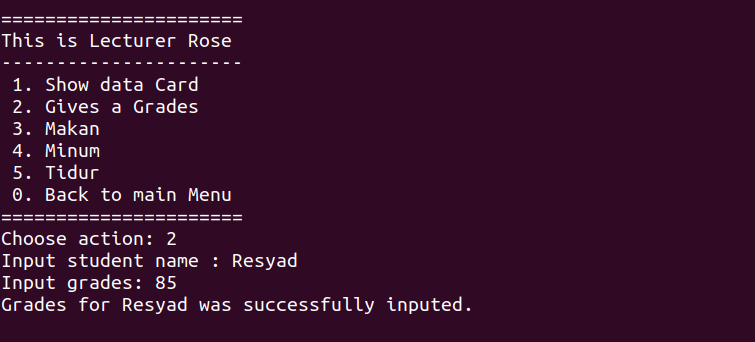 ======================
This is Lecturer Rose
----------------------
 1. Show data Card
 2. Gives a Grades
 3. Makan
 4. Minum
 5. Tidur
 0. Back to main Menu
======================
Choose action: 2
Input student name : Resyad
Input grades: 85
Grades for Resyad was successfully inputed.